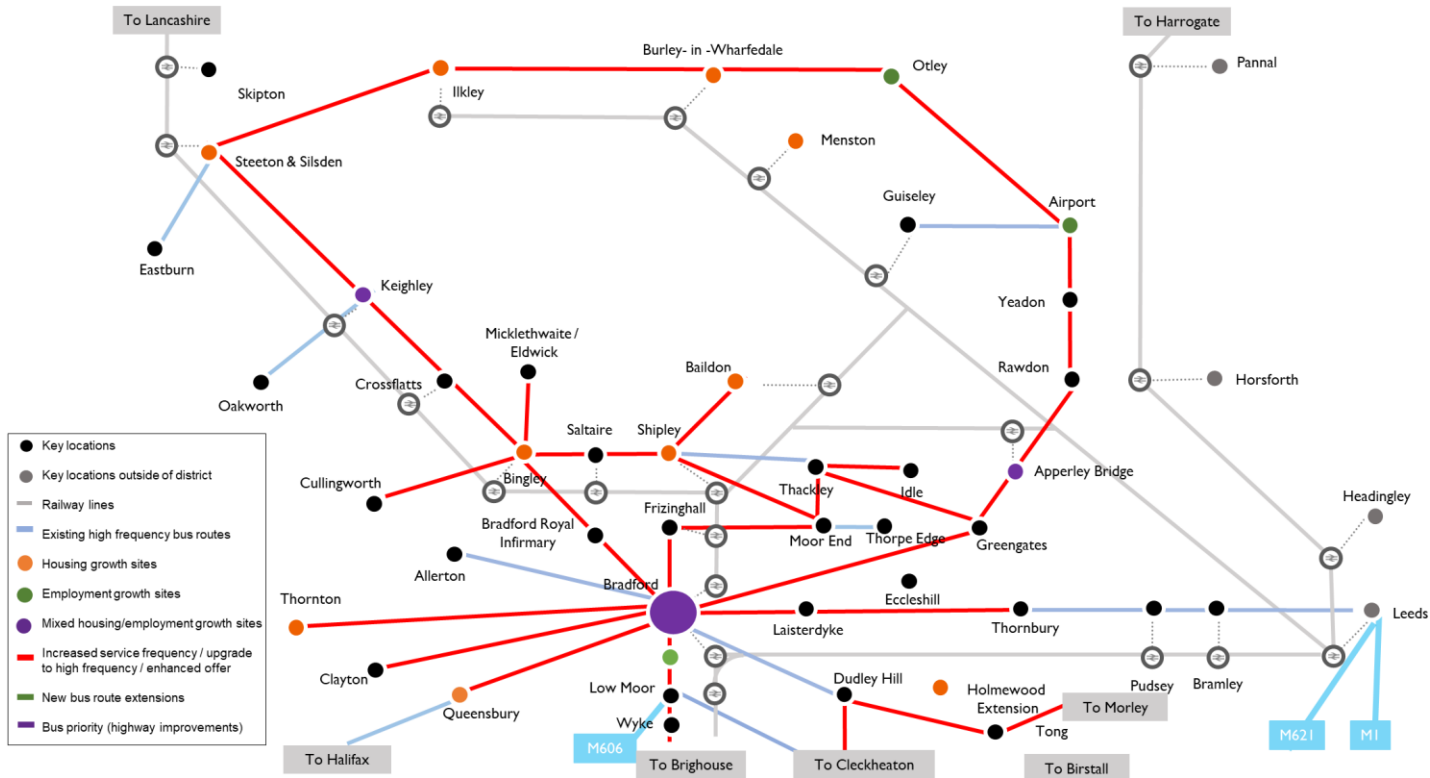 To Lancashire
To Harrogate
Burley- in -Wharfedale
Otley
Pannal
Skipton
Ilkley
Menston
Steeton & Silsden
Guiseley
Airport
Eastburn
Keighley
Yeadon
Micklethwaite /
Eldwick
Baildon
Rawdon
Crossflatts
Horsforth
Oakworth
Saltaire
Shipley
Key locations
Key locations outside of district
Railway lines
Existing high frequency bus routes
Housing growth sites
Employment growth sites
Mixed housing/employment growth sites
Increased service frequency / upgrade
to high frequency / enhanced offer
New bus route extensions
Bus priority (highway improvements)
Apperley Bridge
Bingley
Cullingworth
Thackley
Idle
Headingley
Frizinghall
Bradford Royal
Infirmary
Moor End
Thorpe Edge
Greengates
Allerton
Bradford
Eccleshill
Thornton
Laisterdyke
Thornbury
Leeds
Clayton
Low Moor
Dudley Hill
Holmewood
Extension
Pudsey
Bramley
Queensbury
To Morley
Wyke
Tong
M606
M621
M1
To Halifax
To Brighouse
To Cleckheaton
To Birstall